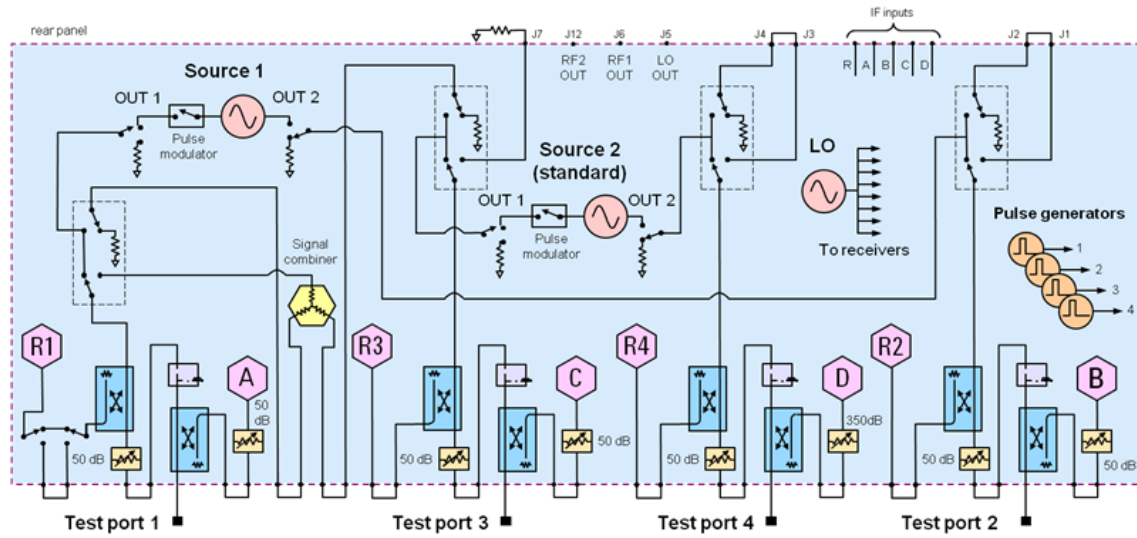 rear panel
J7
J12
J6
J5
J4
J3
IF inputs
J2
J1
RF2
OUT
RF1
OUT
LO
OUT
R
A
B
C
D
Source 1
OUT 1
OUT 2
Pulse
modulator
Source 2
(standard)
OUT 1
OUT 2
Pulse
modulator
LO
To receivers
Pulse generators
1
2
3
4
Signal
combiner
R1
A
R3
C
R4
D
R2
B
50
dB
50 dB
50 dB
50 dB
50 dB
350dB
50 dB
50 dB
Test port 1
Test port 3
Test port 4
Test port 2